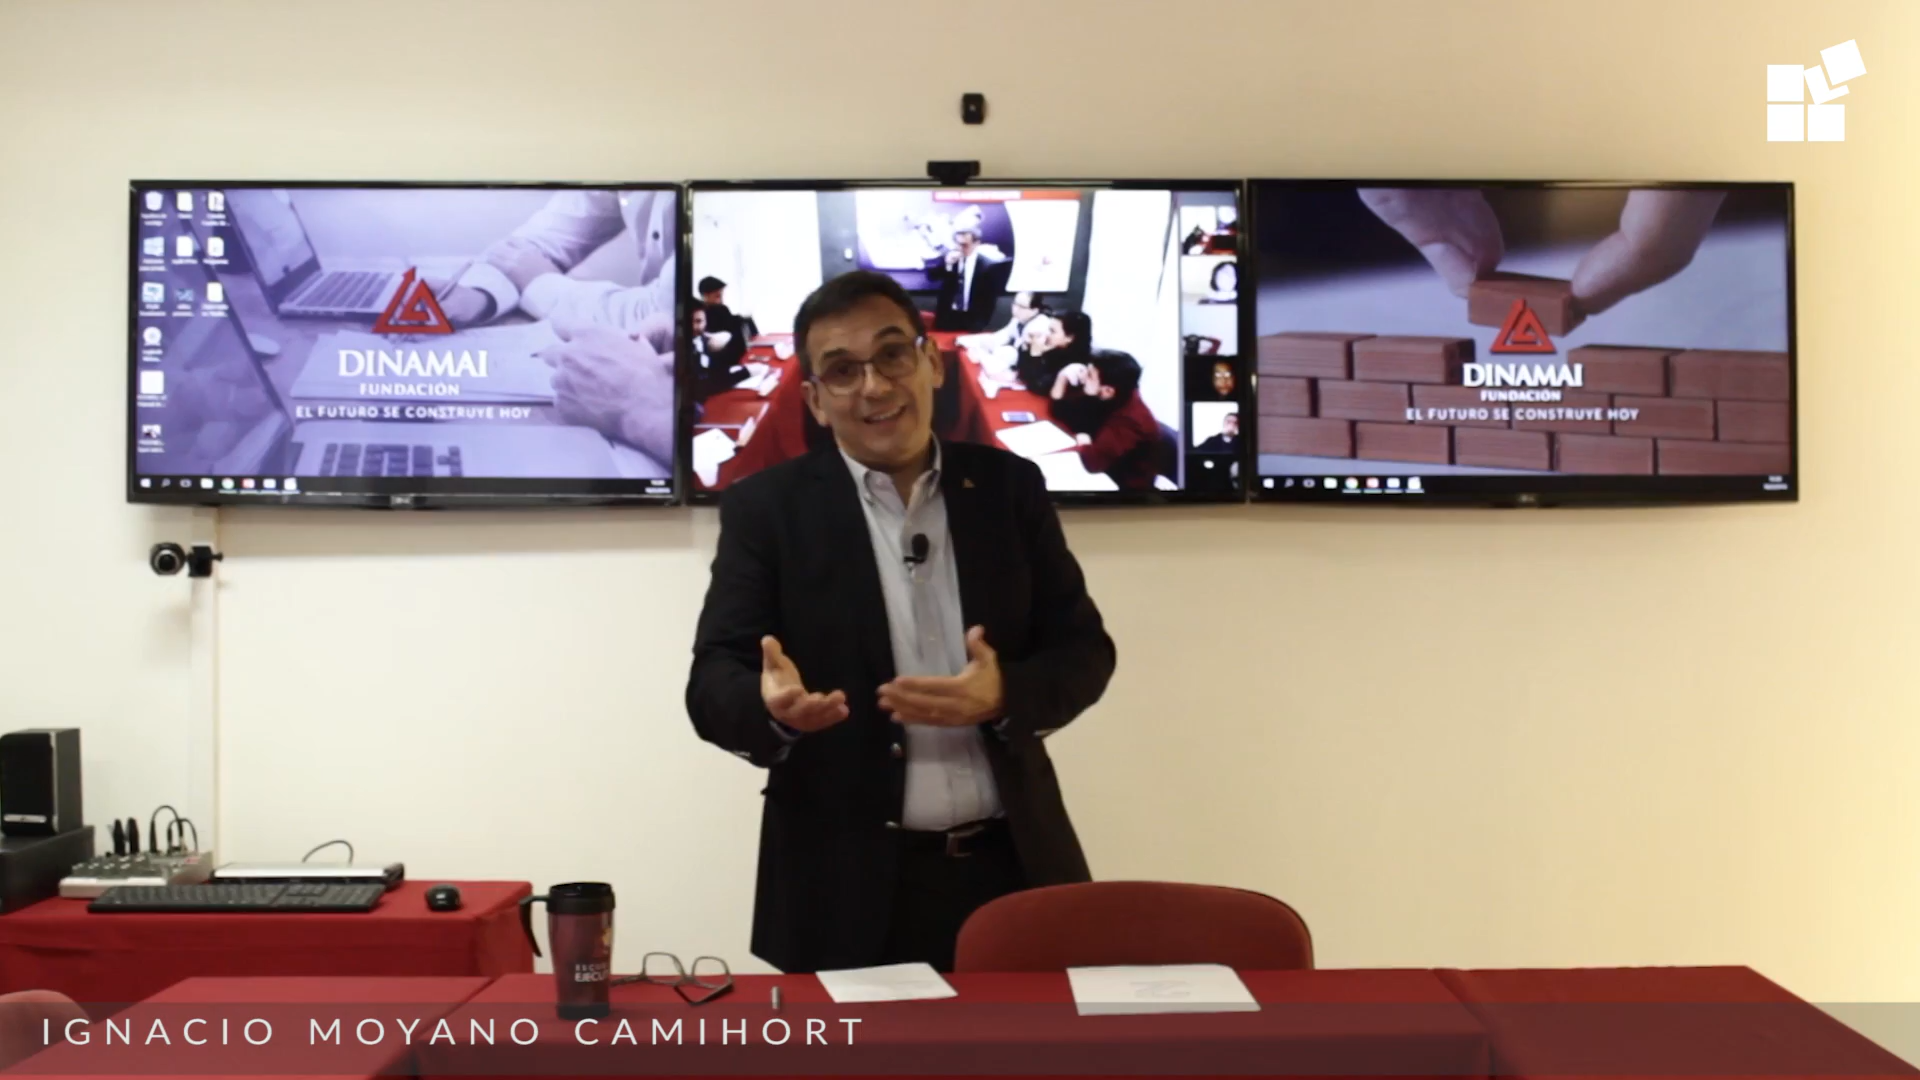 DINAMAI
FUNDACIÓN
EL FUTURO SE CONSTRUYE HOY
DINAMAI
FUNDACIÓN
EL FUTURO SE CONSTRUYE HOY
IGNACIO MOYANO CAMIHORT